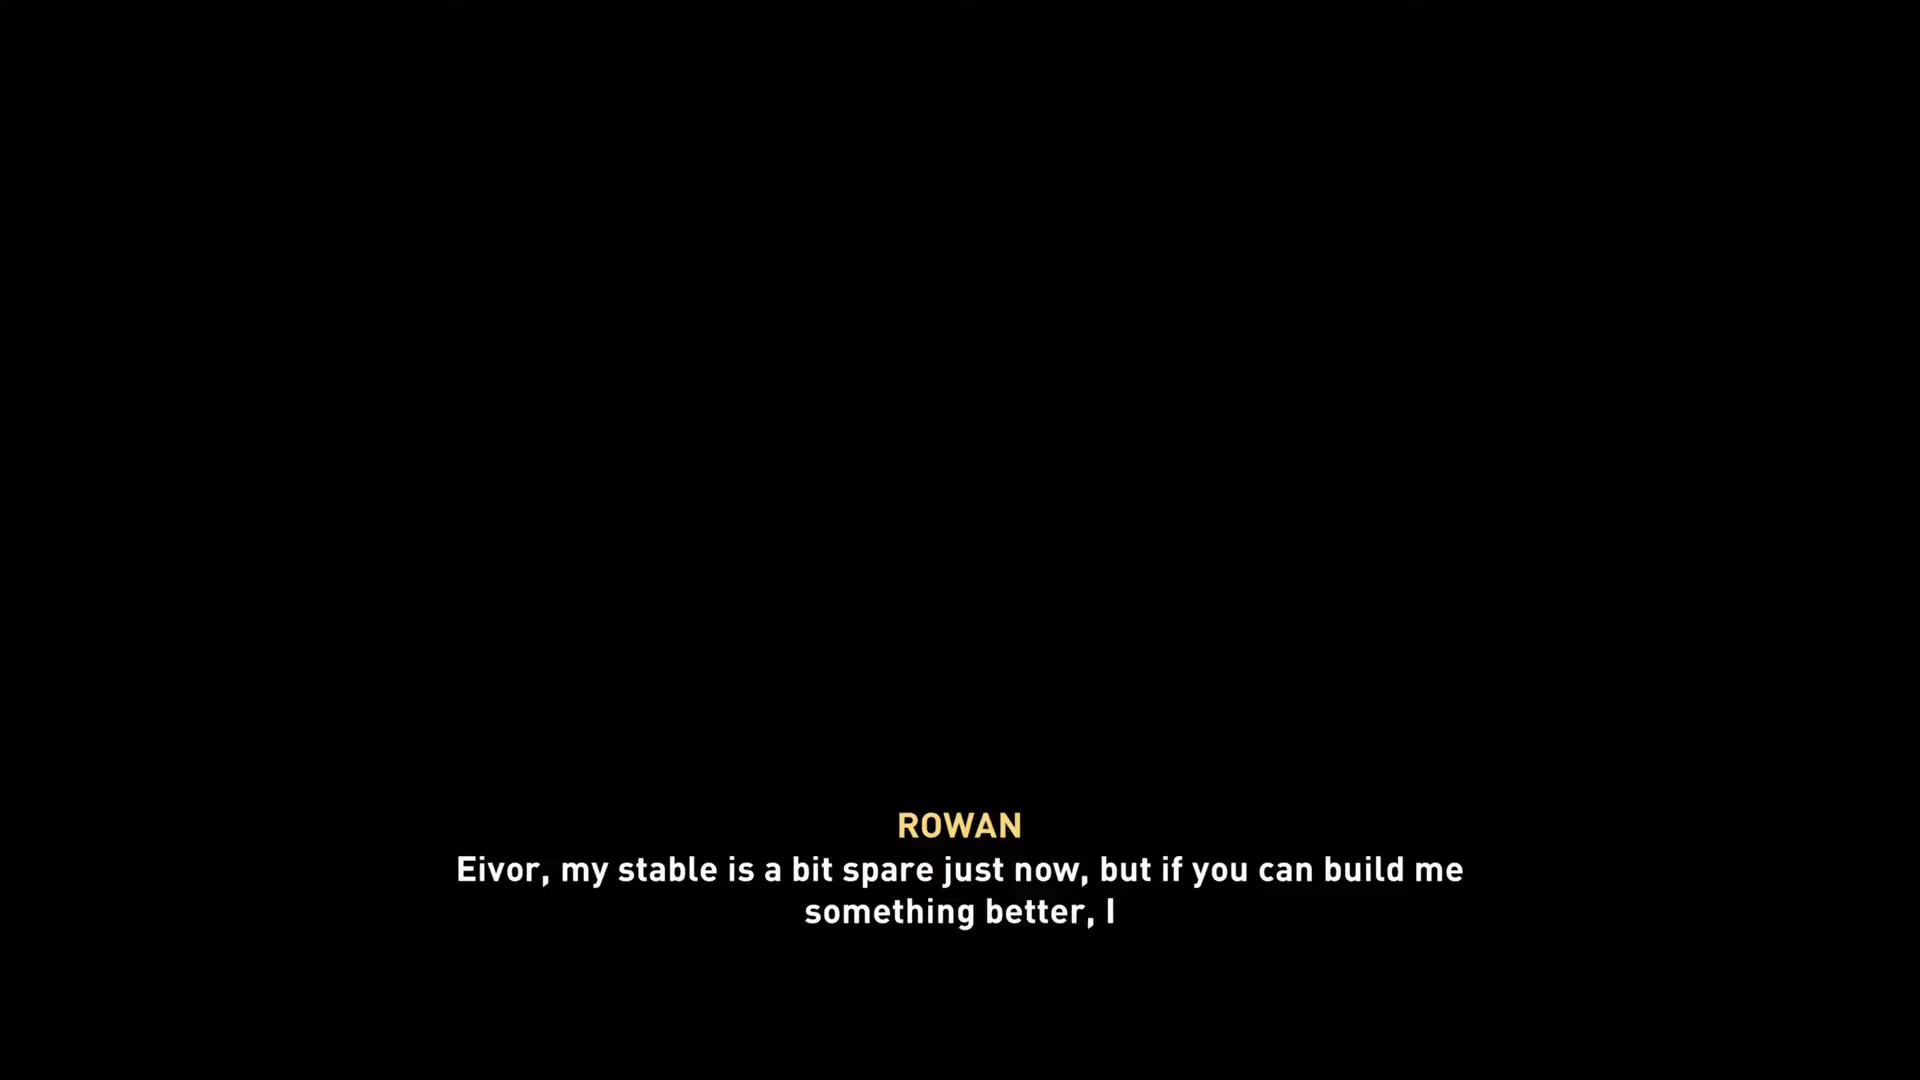 ROWAN
Eivor, my stable is a bit spare just now, but if you can build me
something better, I